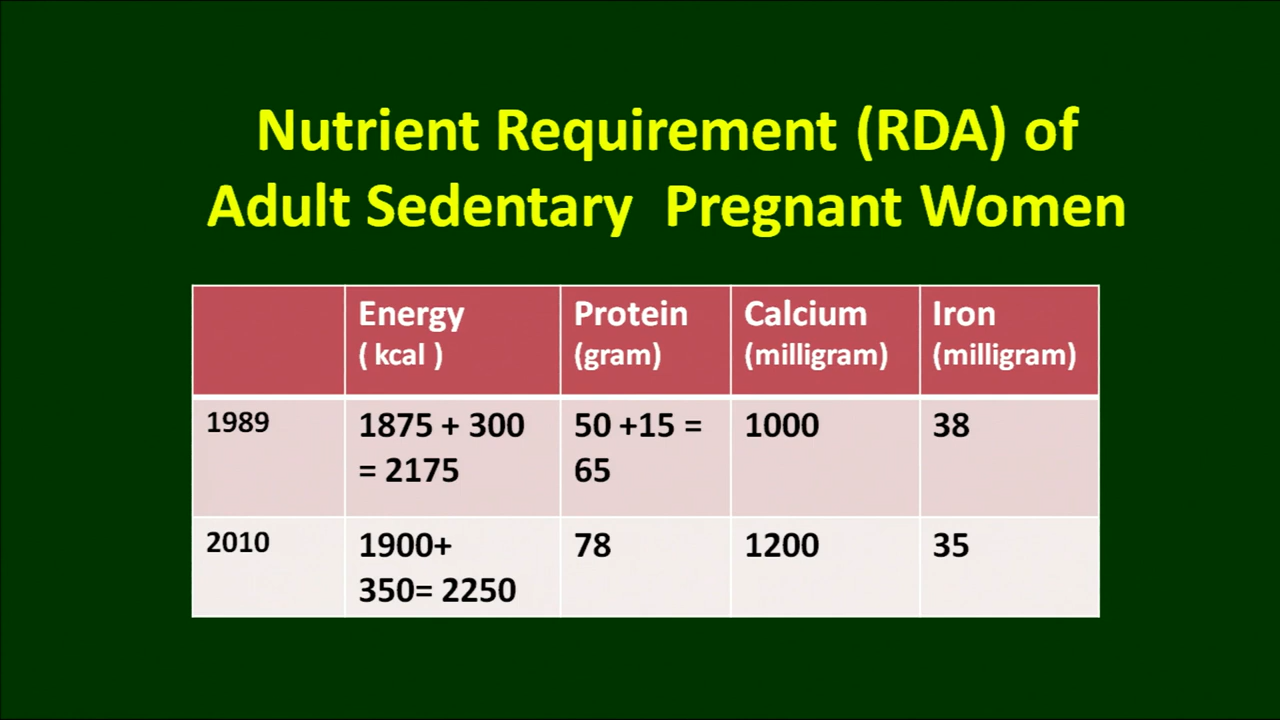 Nutrient Requirement (RDA) of
Adult Sedentary Pregnant Women
Energy Protein Calcium Iron
( kcal ) (gram) (milligram) (milligram)
1989 1875 + 300 50 +15 = 1000 38
= 2175 65
2010 1900+ 78 1200 35
350= 2250